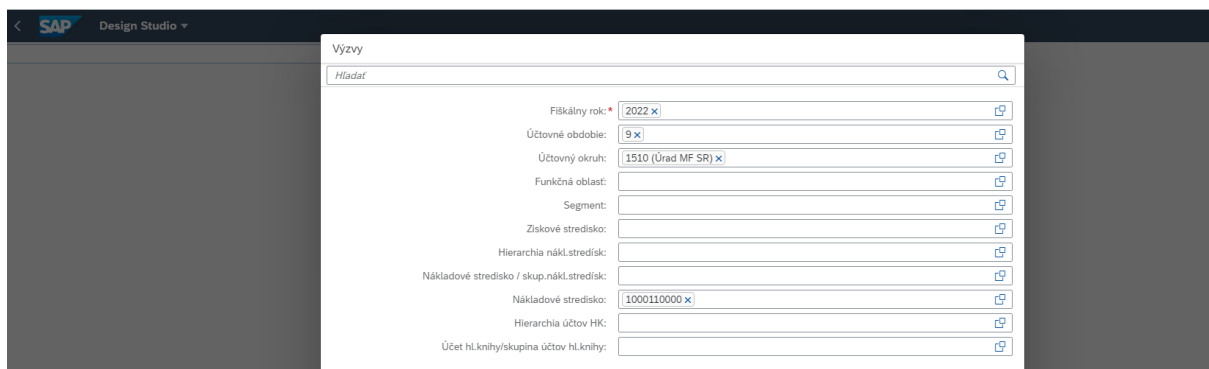 SAP Design Studio
Výzvy
Hľadať
Fiškálny rok:* 2022
Účtovné obdobie: 9
Účtovný okruh: 1510 (Úrad MF SR)
Funkčná oblasť:
Segment:
Ziskové stredisko:
Hierarchia nákl.stredísk:
Nákladové stredisko / skup.nákl.stredísk:
Nákladové stredisko: 1000110000
Hierarchia účtov HK:
Účet hl.knihy/skupina účtov hl.knihy: